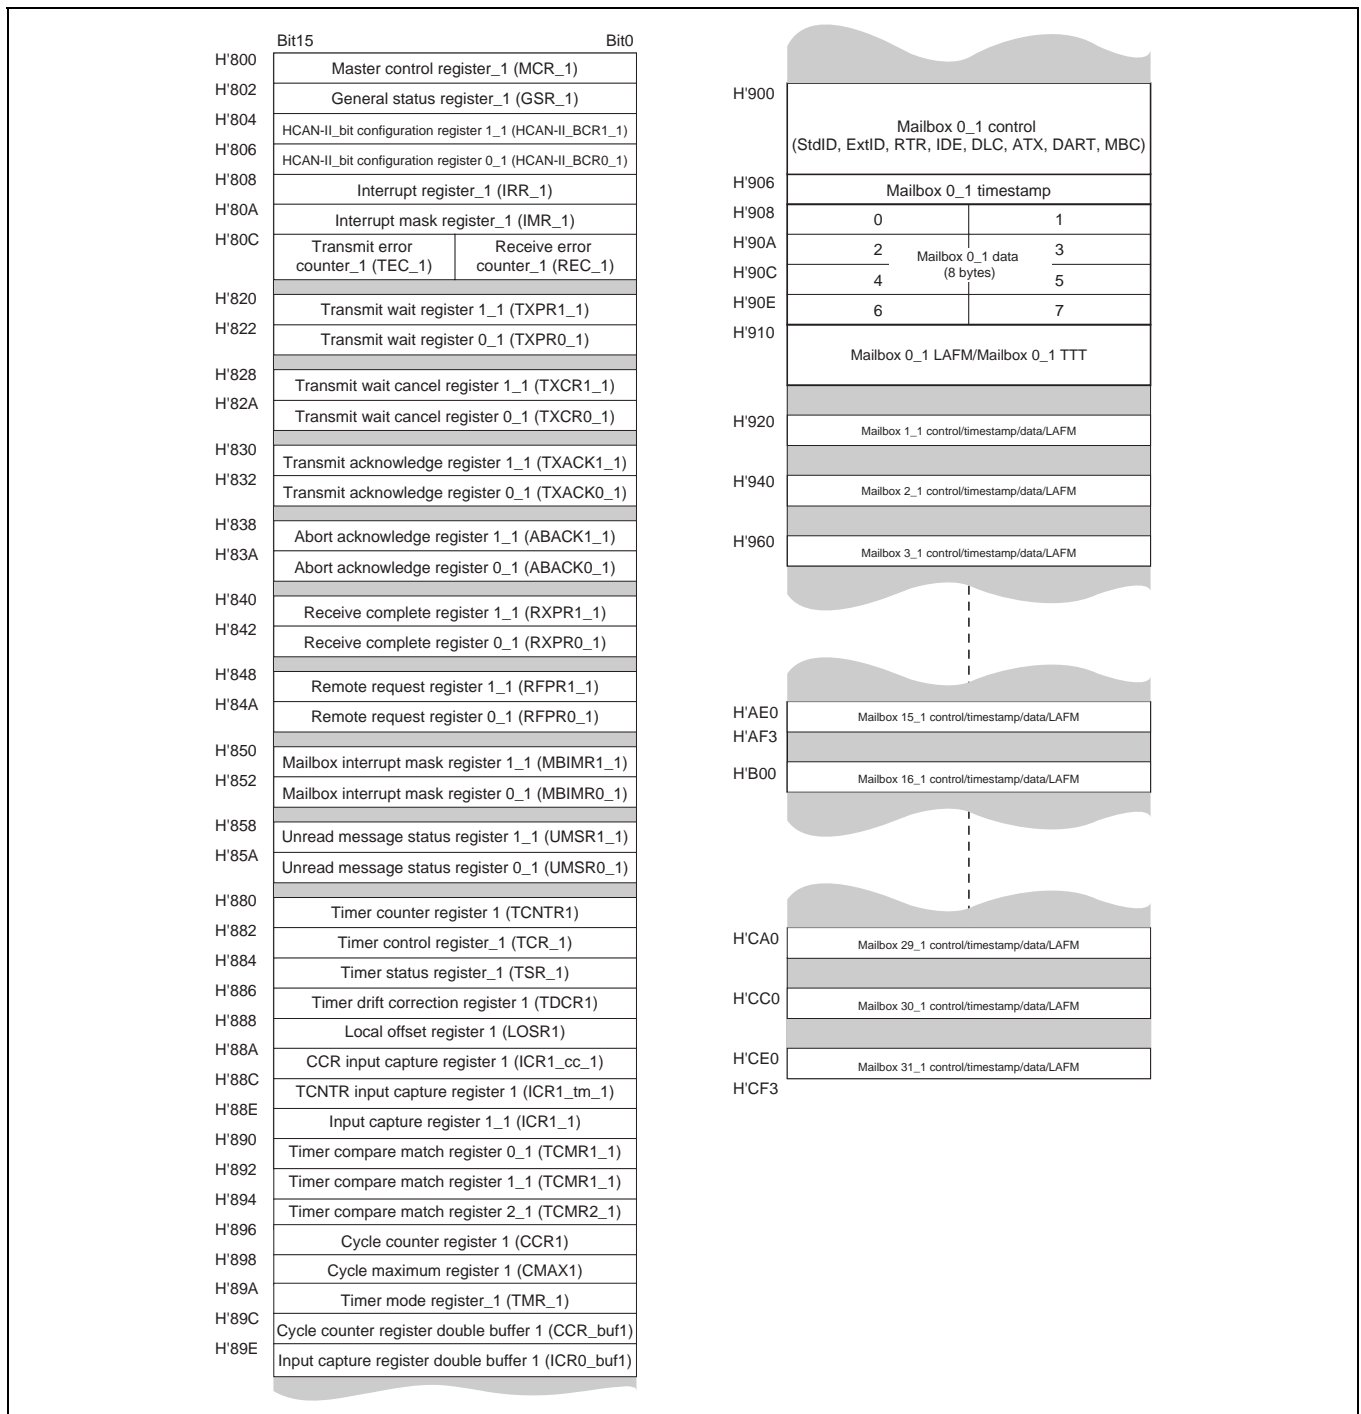 Bit15 Bit0
H'800 Master control register_1 (MCR_1)
H'802 General status register_1 (GSR_1)
H'804 HCAN-II_bit configuration register 1_1 (HCAN-II_BCR1_1)
H'806 HCAN-II_bit configuration register 0_1 (HCAN-II_BCR0_1)
H'808 Interrupt register_1 (IRR_1)
H'80A Interrupt mask register_1 (IMR_1)
H'80C Transmit error counter_1 (TEC_1) Receive error counter_1 (REC_1)
H'820 Transmit wait register 1_1 (TXPR1_1)
H'822 Transmit wait register 0_1 (TXPR0_1)
H'828 Transmit wait cancel register 1_1 (TXCR1_1)
H'82A Transmit wait cancel register 0_1 (TXCR0_1)
H'830 Transmit acknowledge register 1_1 (TXACK1_1)
H'832 Transmit acknowledge register 0_1 (TXACK0_1)
H'838 Abort acknowledge register 1_1 (ABACK1_1)
H'83A Abort acknowledge register 0_1 (ABACK0_1)
H'840 Receive complete register 1_1 (RXPR1_1)
H'842 Receive complete register 0_1 (RXPR0_1)
H'848 Remote request register 1_1 (RFPR1_1)
H'84A Remote request register 0_1 (RFPR0_1)
H'850 Mailbox interrupt mask register 1_1 (MBIMR1_1)
H'852 Mailbox interrupt mask register 0_1 (MBIMR0_1)
H'858 Unread message status register 1_1 (UMSR1_1)
H'85A Unread message status register 0_1 (UMSR0_1)
H'880 Timer counter register 1 (TCNTR1)
H'882 Timer control register_1 (TCR_1)
H'884 Timer status register_1 (TSR_1)
H'886 Timer drift correction register 1 (TDCR1)
H'888 Local offset register 1 (LOSR1)
H'88A CCR input capture register 1 (ICR1_cc_1)
H'88C TCNTR input capture register 1 (ICR1_tm_1)
H'88E Input capture register 1_1 (ICR1_1)
H'890 Timer compare match register 0_1 (TCMR1_1)
H'892 Timer compare match register 1_1 (TCMR1_1)
H'894 Timer compare match register 2_1 (TCMR2_1)
H'896 Cycle counter register 1 (CCR1)
H'898 Cycle maximum register 1 (CMAX1)
H'89A Timer mode register_1 (TMR_1)
H'89C Cycle counter register double buffer 1 (CCR_buf1)
H'89E Input capture register double buffer 1 (ICR0_buf1)
H'900 Mailbox 0_1 control
(StdID, ExtID, RTR, IDE, DLC, ATX, DART, MBC)
H'906 Mailbox 0_1 timestamp
H'908 0 1
H'90A 2 Mailbox 0_1 data 3
H'90C 4 (8 bytes) 5
H'90E 6 7
H'910 Mailbox 0_1 LAFM/Mailbox 0_1 TTT
H'920 Mailbox 1_1 control/timestamp/data/LAFM
H'940 Mailbox 2_1 control/timestamp/data/LAFM
H'960 Mailbox 3_1 control/timestamp/data/LAFM
H'AE0 Mailbox 15_1 control/timestamp/data/LAFM
H'AF3
H'B00 Mailbox 16_1 control/timestamp/data/LAFM
H'CA0 Mailbox 29_1 control/timestamp/data/LAFM
H'CC0 Mailbox 30_1 control/timestamp/data/LAFM
H'CE0 Mailbox 31_1 control/timestamp/data/LAFM
H'CF3